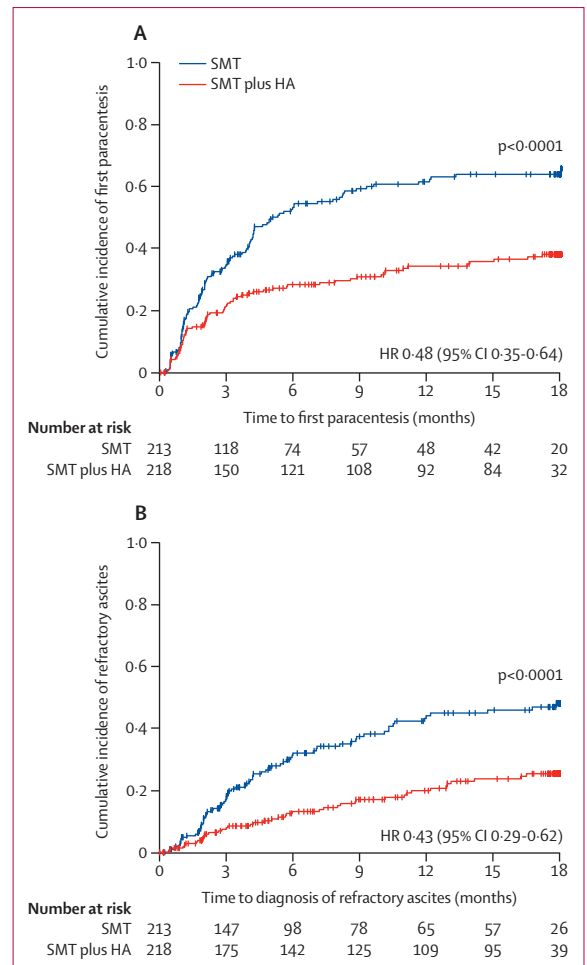 A
SMT
SMT plus HA
p<0·0001
HR 0·48 (95% CI 0·35-0·64)
Cumulative incidence of first paracentesis
1·0
0·8
0·6
0·4
0·2
0
0 3 6 9 12 15 18
Time to first paracentesis (months)
Number at risk
SMT 213 118 74 57 48 42 20
SMT plus HA 218 150 121 108 92 84 32
B
p<0·0001
HR 0·43 (95% CI 0·29-0·62)
Cumulative incidence of refractory ascites
1·0
0·8
0·6
0·4
0·2
0
0 3 6 9 12 15 18
Time to diagnosis of refractory ascites (months)
Number at risk
SMT 213 147 98 78 65 57 26
SMT plus HA 218 175 142 125 109 95 39